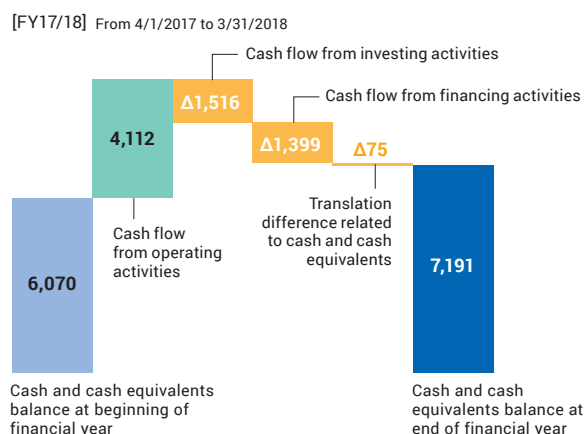 [FY17/18] From 4/1/2017 to 3/31/2018
Cash flow from investing activities
Δ1,516
Cash flow from financing activities
4,112
Δ1,399
Δ75
Cash flow
from operating
activities
Translation
difference related
to cash and cash
equivalents
6,070
7,191
Cash and cash equivalents
balance at beginning of
financial year
Cash and cash
equivalents balance at
end of financial year